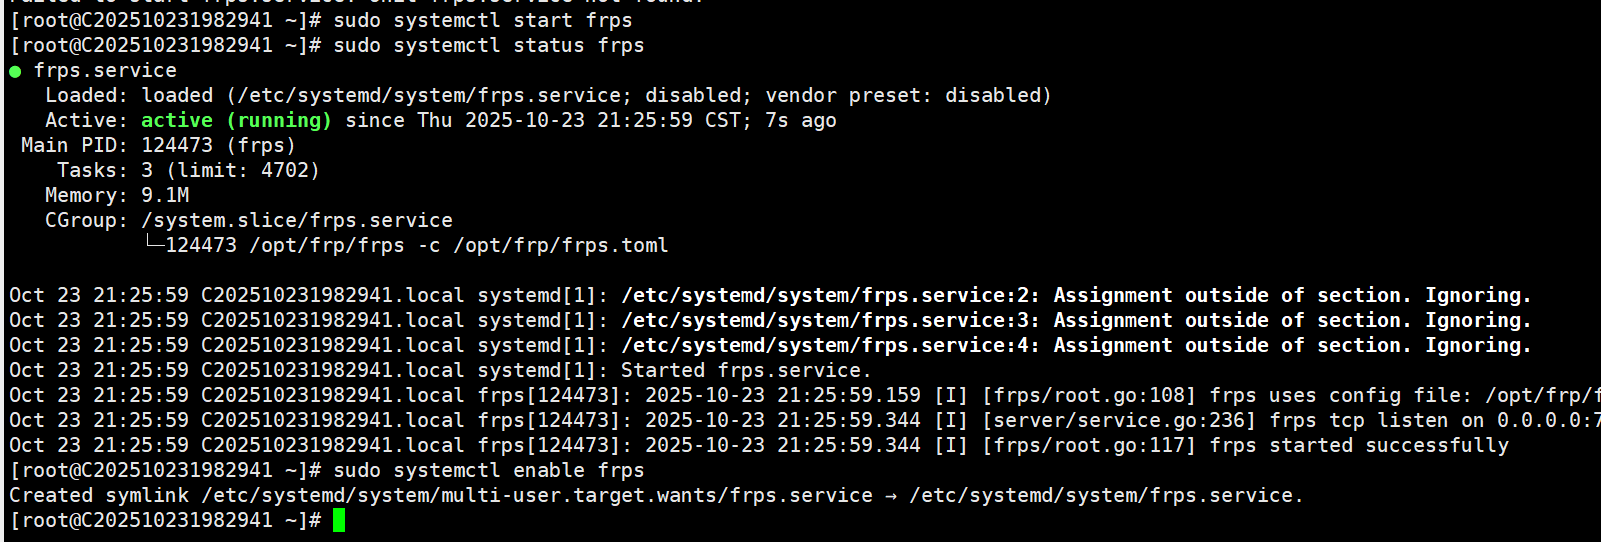 Failed to start frps.service: Unit frps.service not found.
[root@C202510231982941 ~]# sudo systemctl start frps
[root@C202510231982941 ~]# sudo systemctl status frps
● frps.service
   Loaded: loaded (/etc/systemd/system/frps.service; disabled; vendor preset: disabled)
   Active: active (running) since Thu 2025-10-23 21:25:59 CST; 7s ago
 Main PID: 124473 (frps)
    Tasks: 3 (limit: 4702)
   Memory: 9.1M
   CGroup: /system.slice/frps.service
           └─124473 /opt/frp/frps -c /opt/frp/frps.toml
Oct 23 21:25:59 C202510231982941.local systemd[1]: /etc/systemd/system/frps.service:2: Assignment outside of section. Ignoring.
Oct 23 21:25:59 C202510231982941.local systemd[1]: /etc/systemd/system/frps.service:3: Assignment outside of section. Ignoring.
Oct 23 21:25:59 C202510231982941.local systemd[1]: /etc/systemd/system/frps.service:4: Assignment outside of section. Ignoring.
Oct 23 21:25:59 C202510231982941.local systemd[1]: Started frps.service.
Oct 23 21:25:59 C202510231982941.local frps[124473]: 2025-10-23 21:25:59.159 [I] [frps/root.go:108] frps uses config file: /opt/frp/f
Oct 23 21:25:59 C202510231982941.local frps[124473]: 2025-10-23 21:25:59.344 [I] [server/service.go:236] frps tcp listen on 0.0.0.0:7
Oct 23 21:25:59 C202510231982941.local frps[124473]: 2025-10-23 21:25:59.344 [I] [frps/root.go:117] frps started successfully
[root@C202510231982941 ~]# sudo systemctl enable frps
Created symlink /etc/systemd/system/multi-user.target.wants/frps.service → /etc/systemd/system/frps.service.
[root@C202510231982941 ~]#